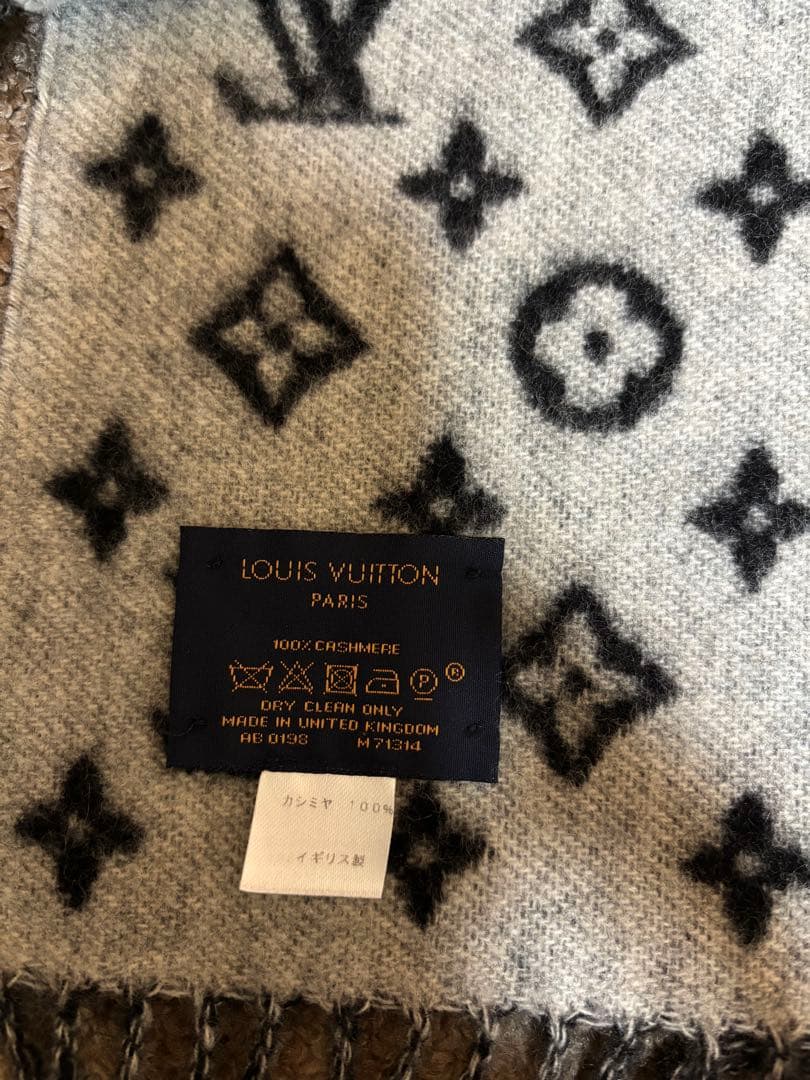 LV
LOUIS VUITTON
PARIS
100% CASHMERE
P ®
DRY CLEAN ONLY
MADE IN UNITED KINGDOM
AB 0198 M71314
カシミヤ 100%
イギリス製